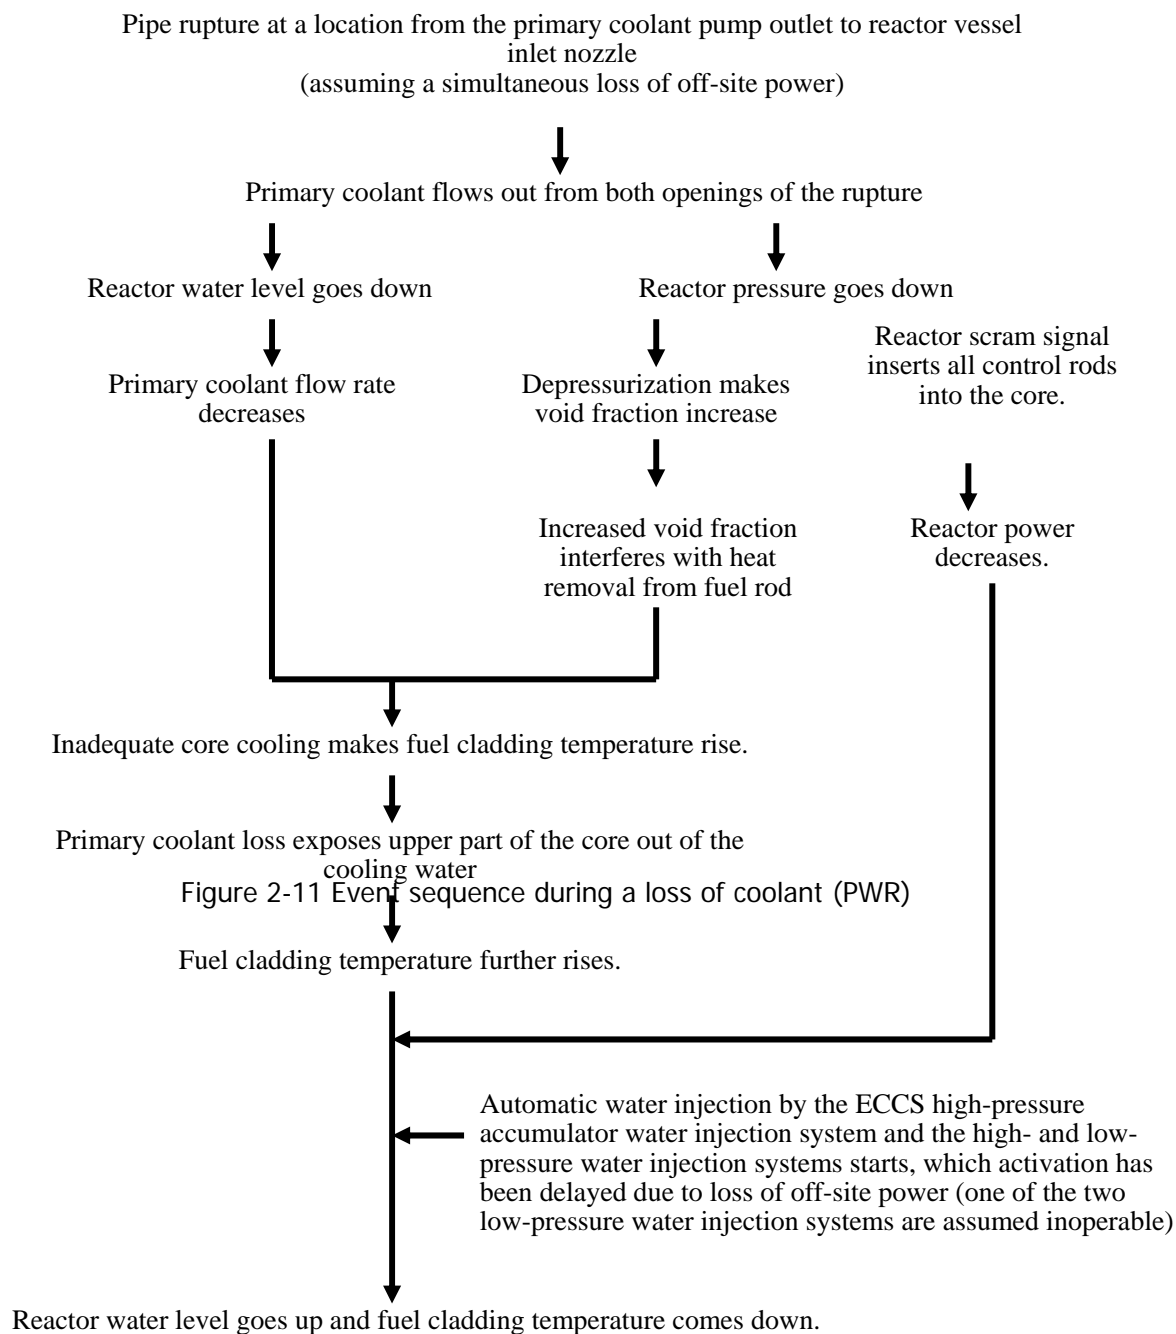 Pipe rupture at a location from the primary coolant pump outlet to reactor vessel
inlet nozzle
(assuming a simultaneous loss of off-site power)
Primary coolant flows out from both openings of the rupture
Reactor water level goes down
Reactor pressure goes down
Reactor scram signal
inserts all control rods
into the core.
Primary coolant flow rate
decreases
Depressurization makes
void fraction increase
Increased void fraction
interferes with heat
removal from fuel rod
Reactor power
decreases.
Inadequate core cooling makes fuel cladding temperature rise.
Primary coolant loss exposes upper part of the core out of the
cooling water
Figure 2-11 Event sequence during a loss of coolant (PWR)
Fuel cladding temperature further rises.
Automatic water injection by the ECCS high-pressure
accumulator water injection system and the high- and low-
pressure water injection systems starts, which activation has
been delayed due to loss of off-site power (one of the two
low-pressure water injection systems are assumed inoperable)
Reactor water level goes up and fuel cladding temperature comes down.